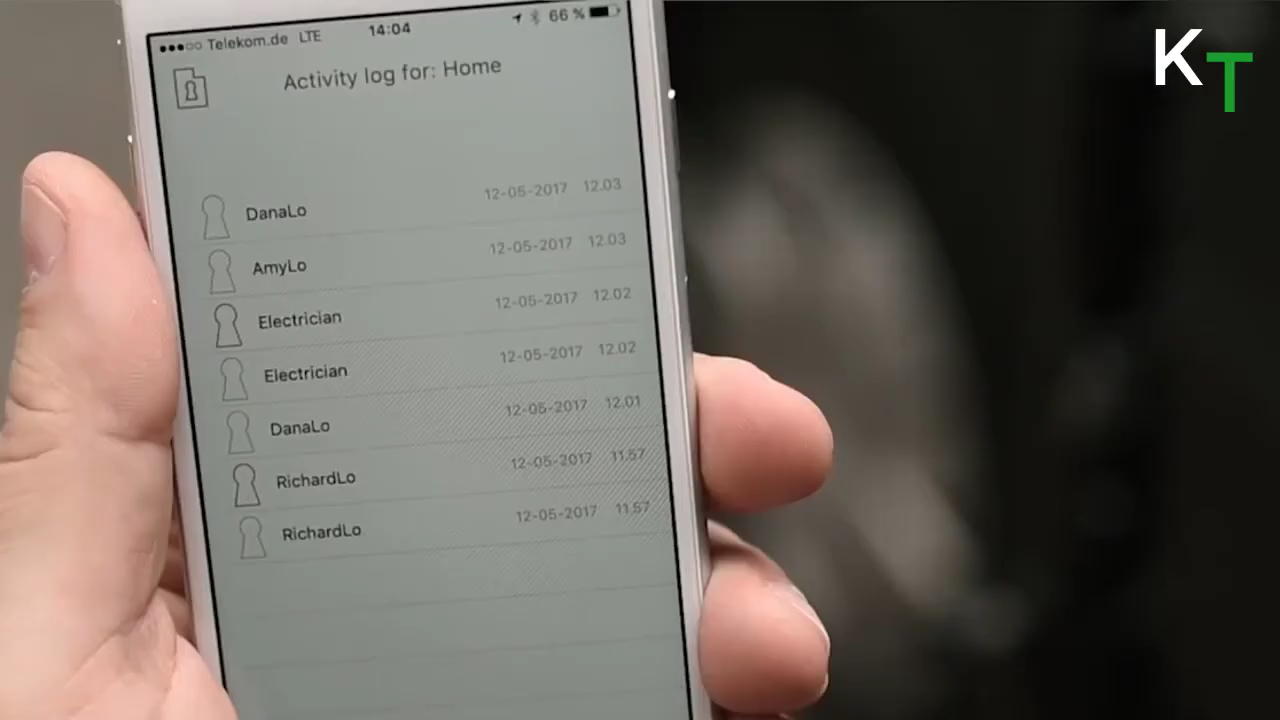 Telekom.de LTE 14:04 66 %
KT
Activity log for: Home
DanaLo 12-05-2017 12.03
AmyLo 12-05-2017 12.03
Electrician 12-05-2017 12.02
Electrician 12-05-2017 12.02
DanaLo 12-05-2017 12.01
RichardLo 12-05-2017 11.57
RichardLo 12-05-2017 11.57